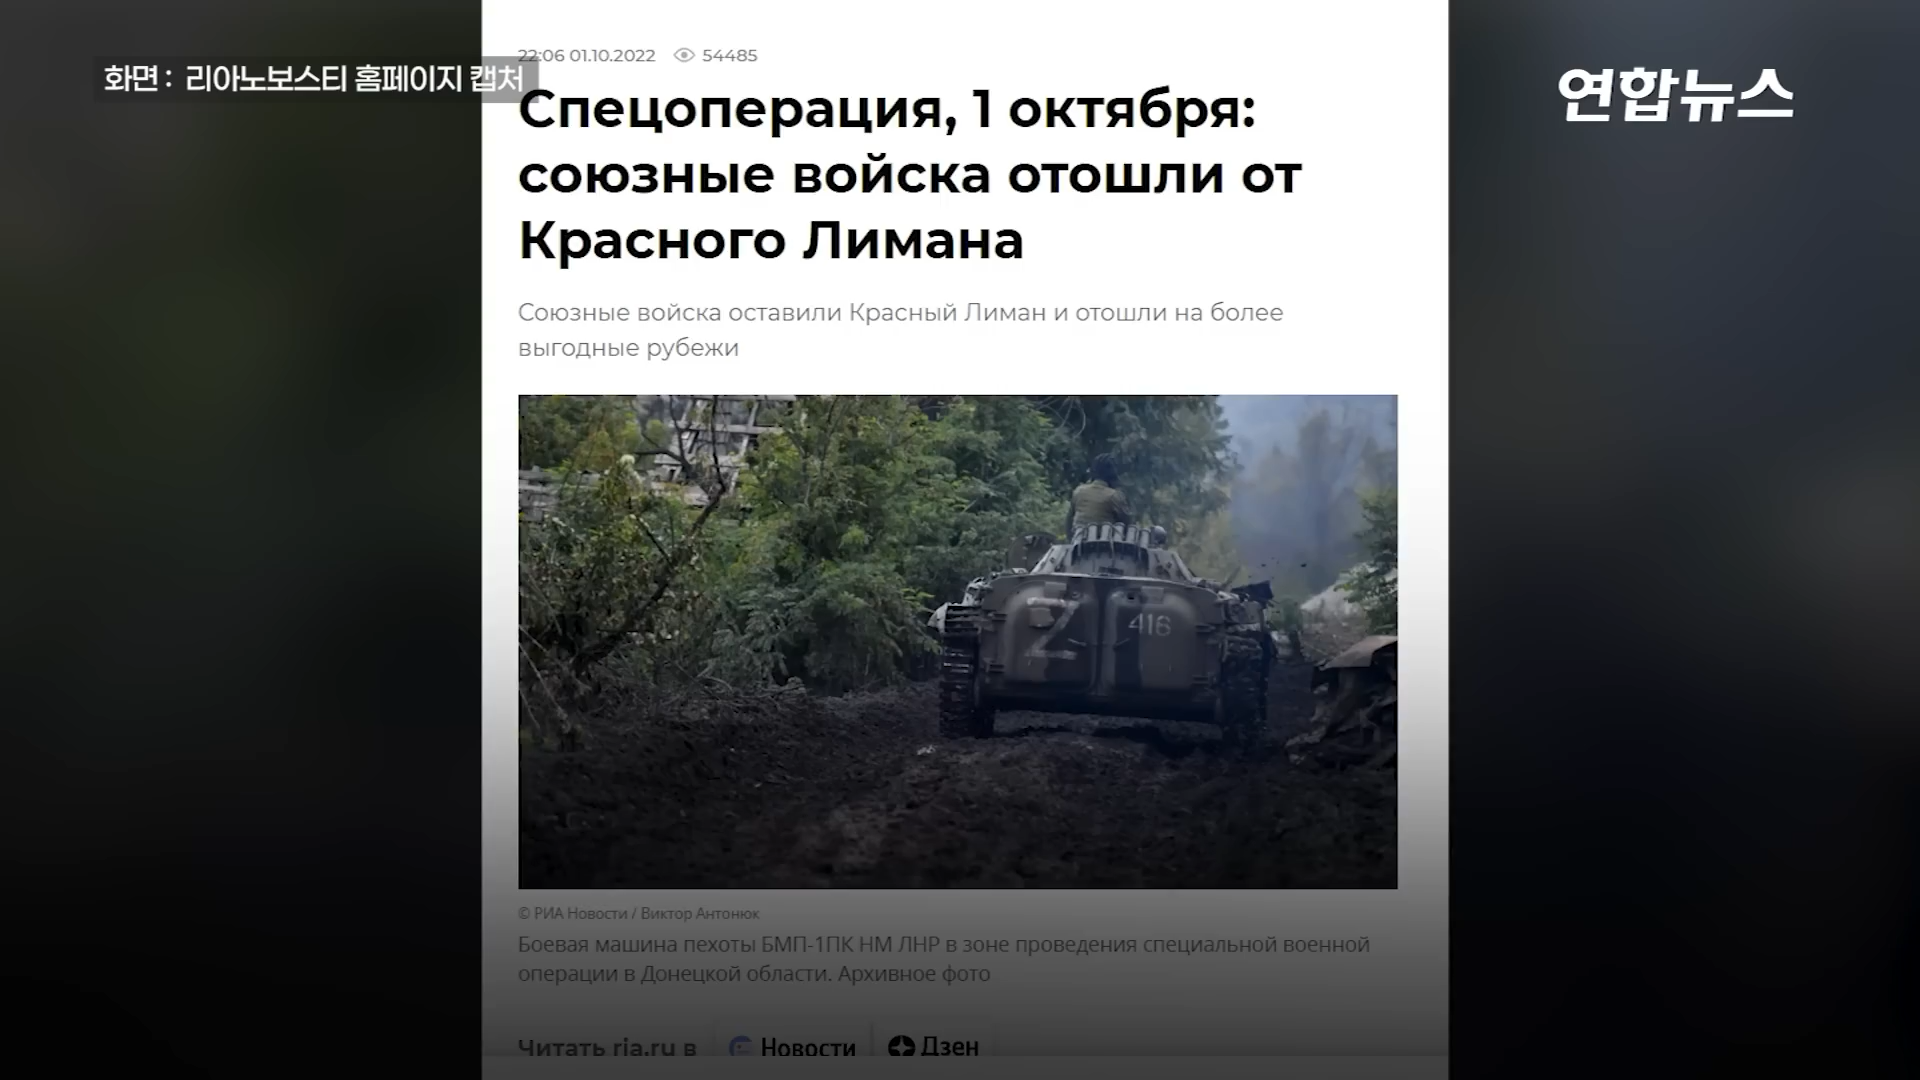 22:06 01.10.2022 54485
화면 : 리아노보스티 홈페이지 캡처
연합뉴스
Спецоперация, 1 октября:
союзные войска отошли от
Красного Лимана
Союзные войска оставили Красный Лиман и отошли на более
выгодные рубежи
Z 416
© РИА Новости / Виктор Антонюк
Боевая машина пехоты БМП-1ПК НМ ЛНР в зоне проведения специальной военной
операции в Донецкой области. Архивное фото
Читать ria.ru в Новости Дзен